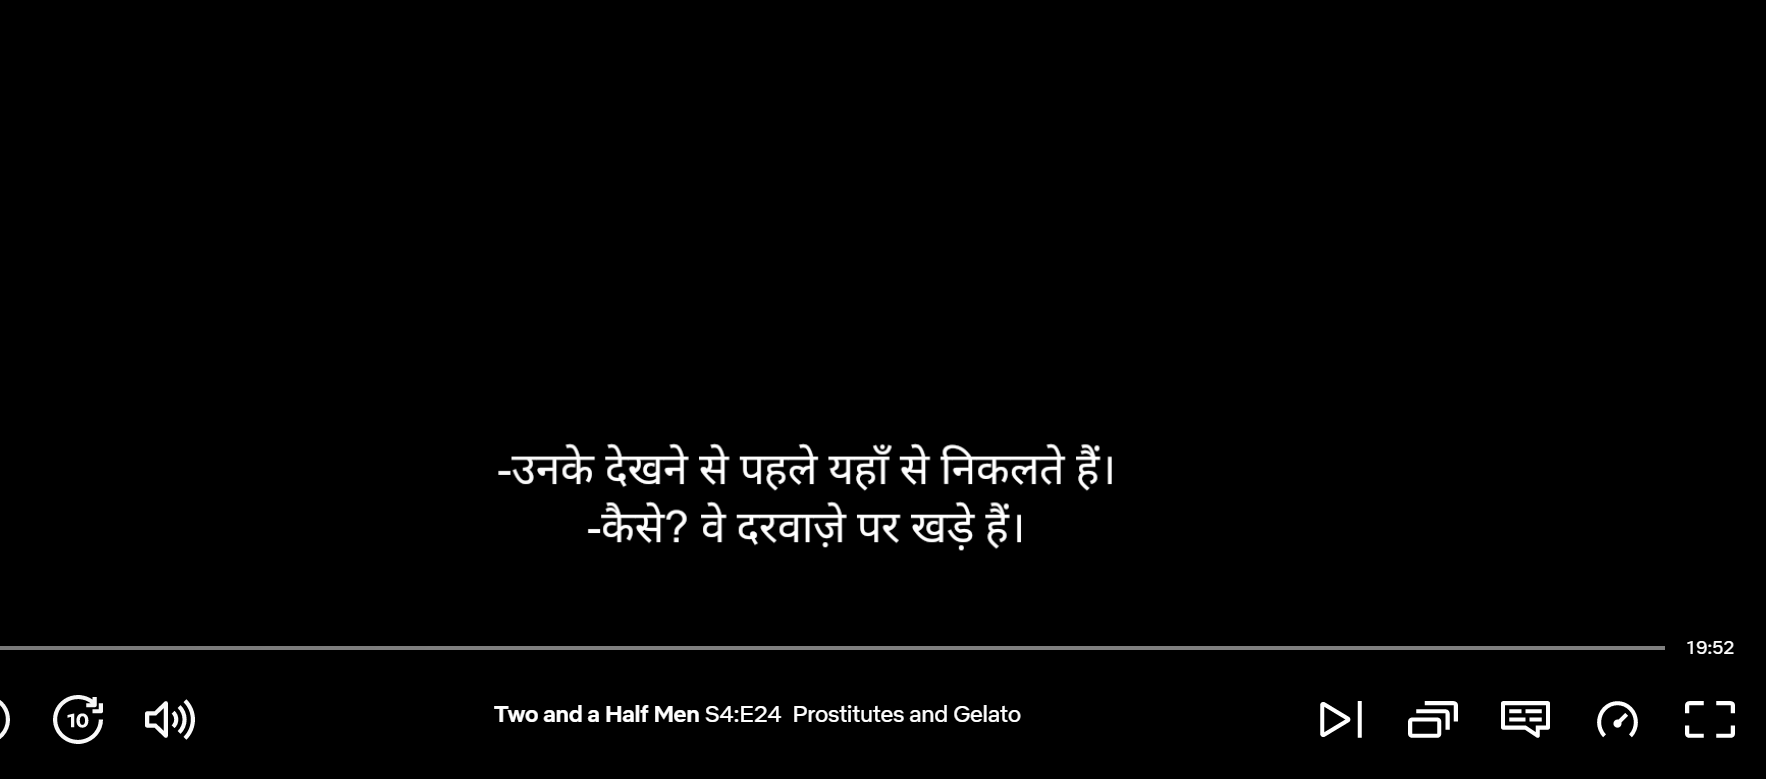 -उनके देखने से पहले यहाँ से निकलते हैं।
-कैसे? वे दरवाज़े पर खड़े हैं।
19:52
10
Two and a Half Men S4:E24 Prostitutes and Gelato